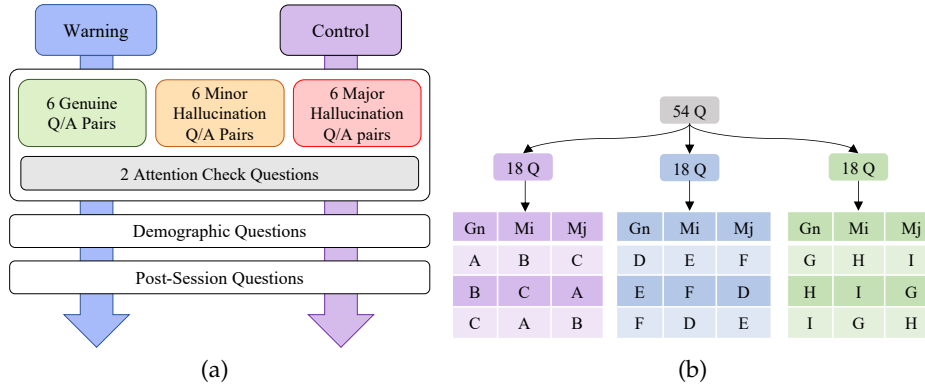 Warning
Control
6 Genuine
Q/A Pairs
6 Minor
Hallucination
Q/A Pairs
6 Major
Hallucination
Q/A pairs
2 Attention Check Questions
Demographic Questions
Post-Session Questions
(a)
54 Q
18 Q
18 Q
18 Q
Gn Mi Mj
A B C
B C A
C A B
Gn Mi Mj
D E F
E F D
F D E
Gn Mi Mj
G H I
H I G
I G H
(b)